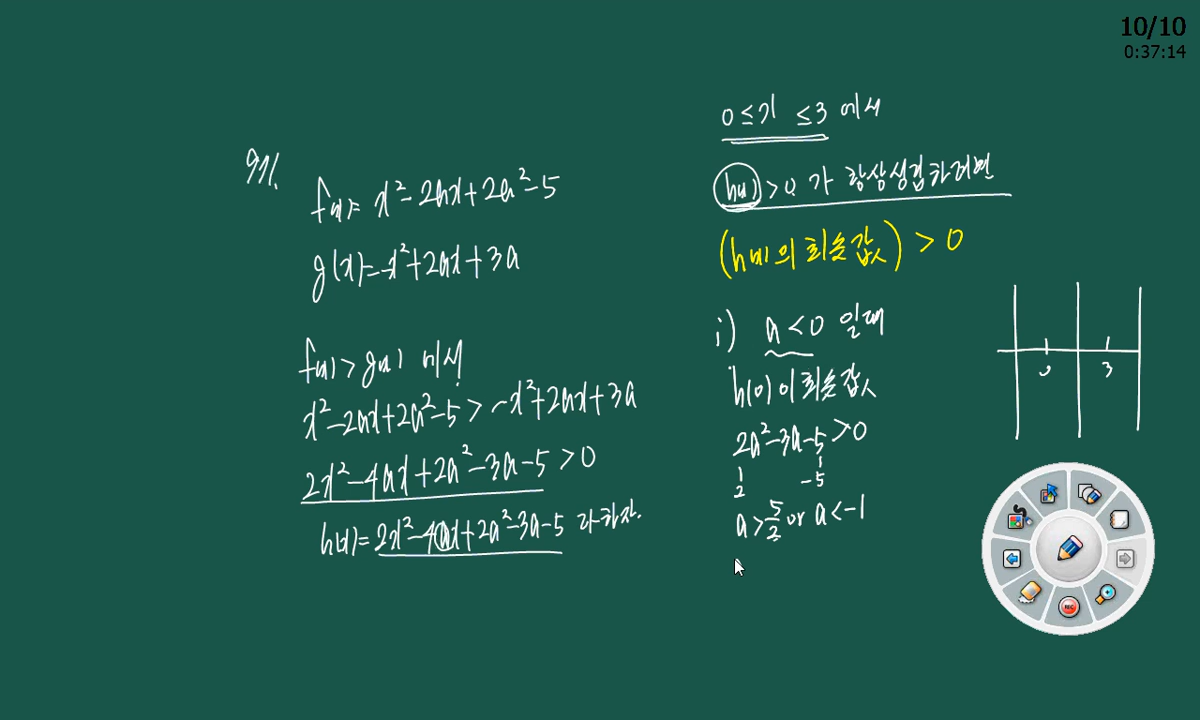 10/10
0:37:14
971.
f(x)= x²-2ax+2a²-5
g(x)=-x²+2ax+3a
f(x)>g(x) 에서
x²-2ax+2a²-5>-x²+2ax+3a
2x²-4ax+2a²-3a-5>0
h(x)=2x²-4ax+2a²-3a-5 라하자.
0≤x ≤3 에서
h(x)>0 가 항상성립하려면
(h(x)의 최솟값)>0
i) a<0 일때
h(0)이 최솟값
2a²-3a-5>0
1 1
2 -5
a>5/2 or a<-1
0 3
REC